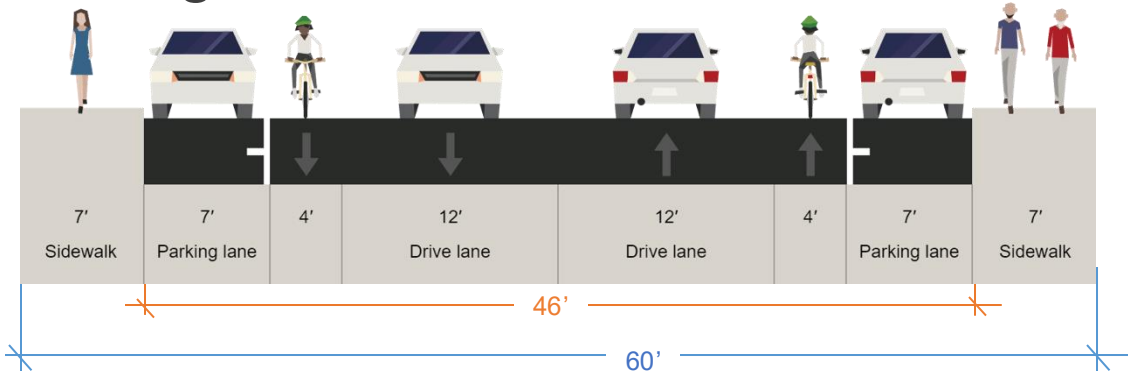 7′ 7′ 4′ 12′ 12′ 4′ 7′ 7′
Sidewalk Parking lane Drive lane Drive lane Parking lane Sidewalk
46’
60’